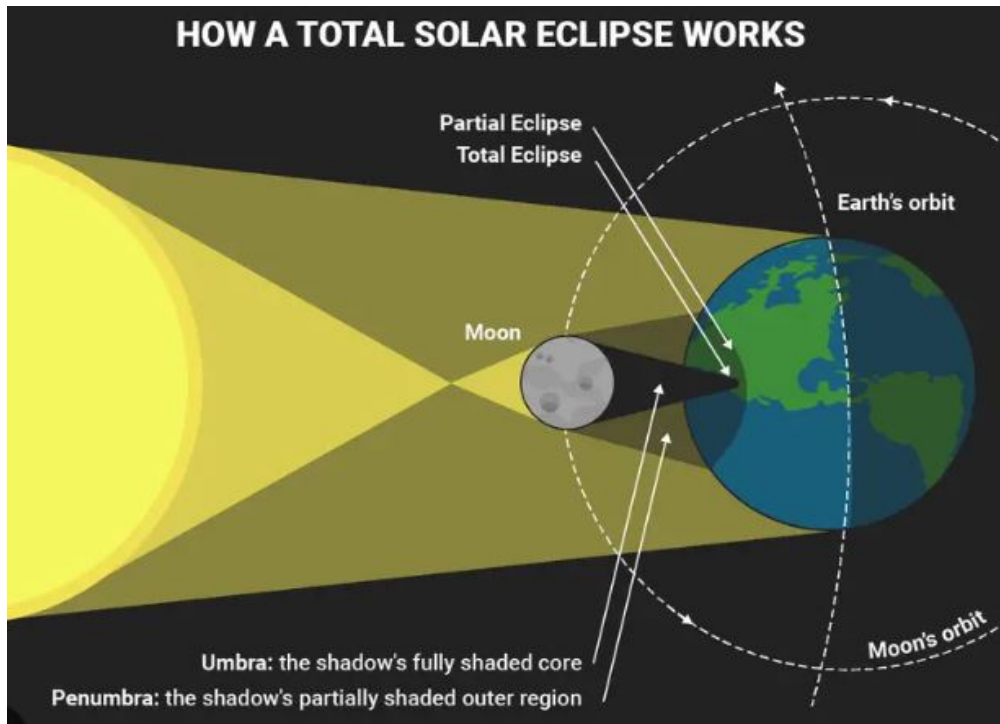 HOW A TOTAL SOLAR ECLIPSE WORKS
Partial Eclipse
Total Eclipse
Earth's orbit
Moon
Moon's orbit
Umbra: the shadow's fully shaded core
Penumbra: the shadow's partially shaded outer region